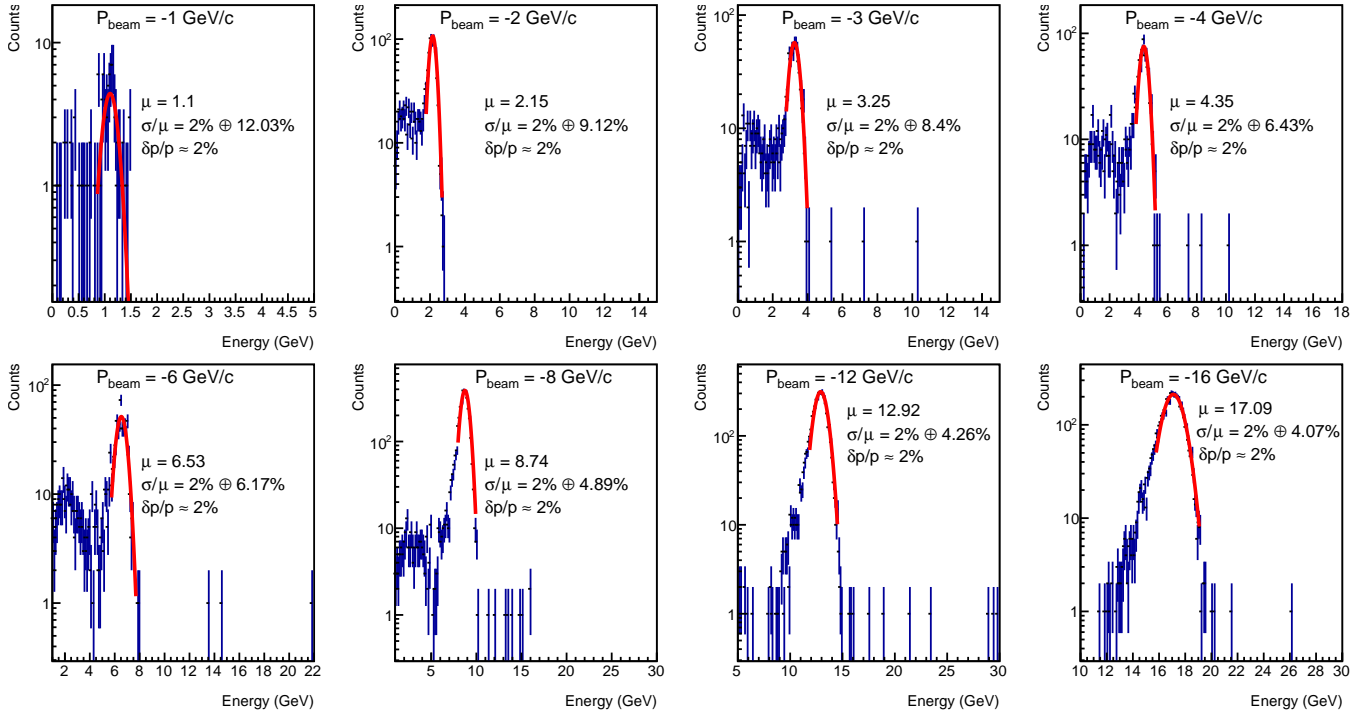 Counts
P_beam = -1 GeV/c
10
1
μ = 1.1
σ/μ = 2% ⊕ 12.03%
δp/p ≈ 2%
0 0.5 1 1.5 2 2.5 3 3.5 4 4.5 5
Energy (GeV)
Counts
P_beam = -2 GeV/c
10²
10
1
μ = 2.15
σ/μ = 2% ⊕ 9.12%
δp/p ≈ 2%
0 2 4 6 8 10 12 14
Energy (GeV)
Counts
P_beam = -3 GeV/c
10²
10
1
μ = 3.25
σ/μ = 2% ⊕ 8.4%
δp/p ≈ 2%
0 2 4 6 8 10 12 14
Energy (GeV)
Counts
P_beam = -4 GeV/c
10²
10
1
μ = 4.35
σ/μ = 2% ⊕ 6.43%
δp/p ≈ 2%
0 2 4 6 8 10 12 14 16 18
Energy (GeV)
Counts
P_beam = -6 GeV/c
10²
10
1
μ = 6.53
σ/μ = 2% ⊕ 6.17%
δp/p ≈ 2%
2 4 6 8 10 12 14 16 18 20 22
Energy (GeV)
Counts
P_beam = -8 GeV/c
10²
10
1
μ = 8.74
σ/μ = 2% ⊕ 4.89%
δp/p ≈ 2%
5 10 15 20 25 30
Energy (GeV)
Counts
P_beam = -12 GeV/c
10²
10
1
μ = 12.92
σ/μ = 2% ⊕ 4.26%
δp/p ≈ 2%
5 10 15 20 25 30
Energy (GeV)
Counts
P_beam = -16 GeV/c
10²
10
1
μ = 17.09
σ/μ = 2% ⊕ 4.07%
δp/p ≈ 2%
10 12 14 16 18 20 22 24 26 28 30
Energy (GeV)